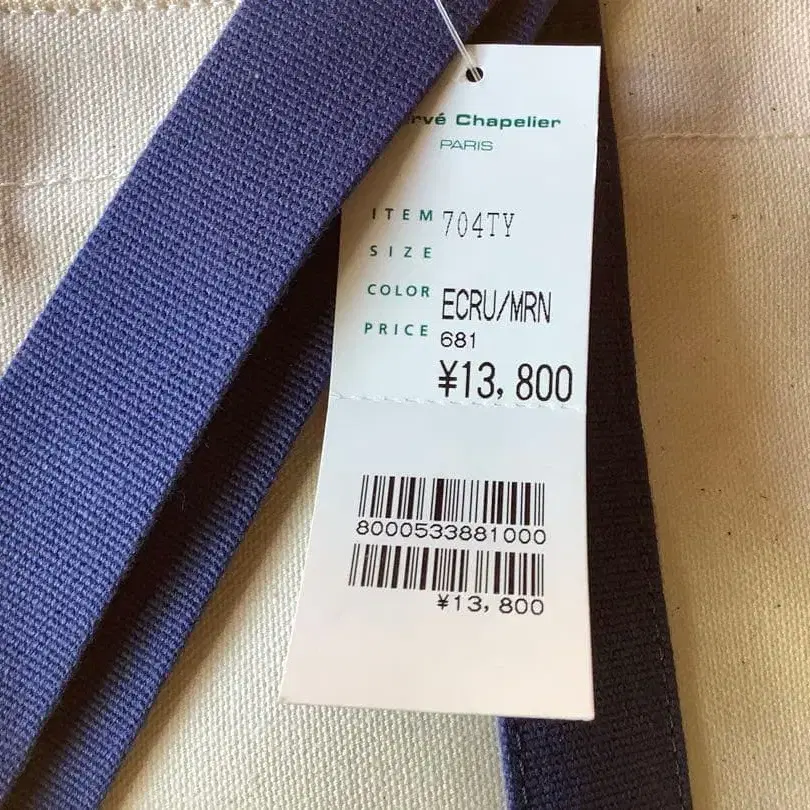 rvé Chapelier
PARIS
ITEM 704TY
SIZE
COLOR ECRU/MRN
PRICE 681
¥13,800
8000533881000
¥13,800